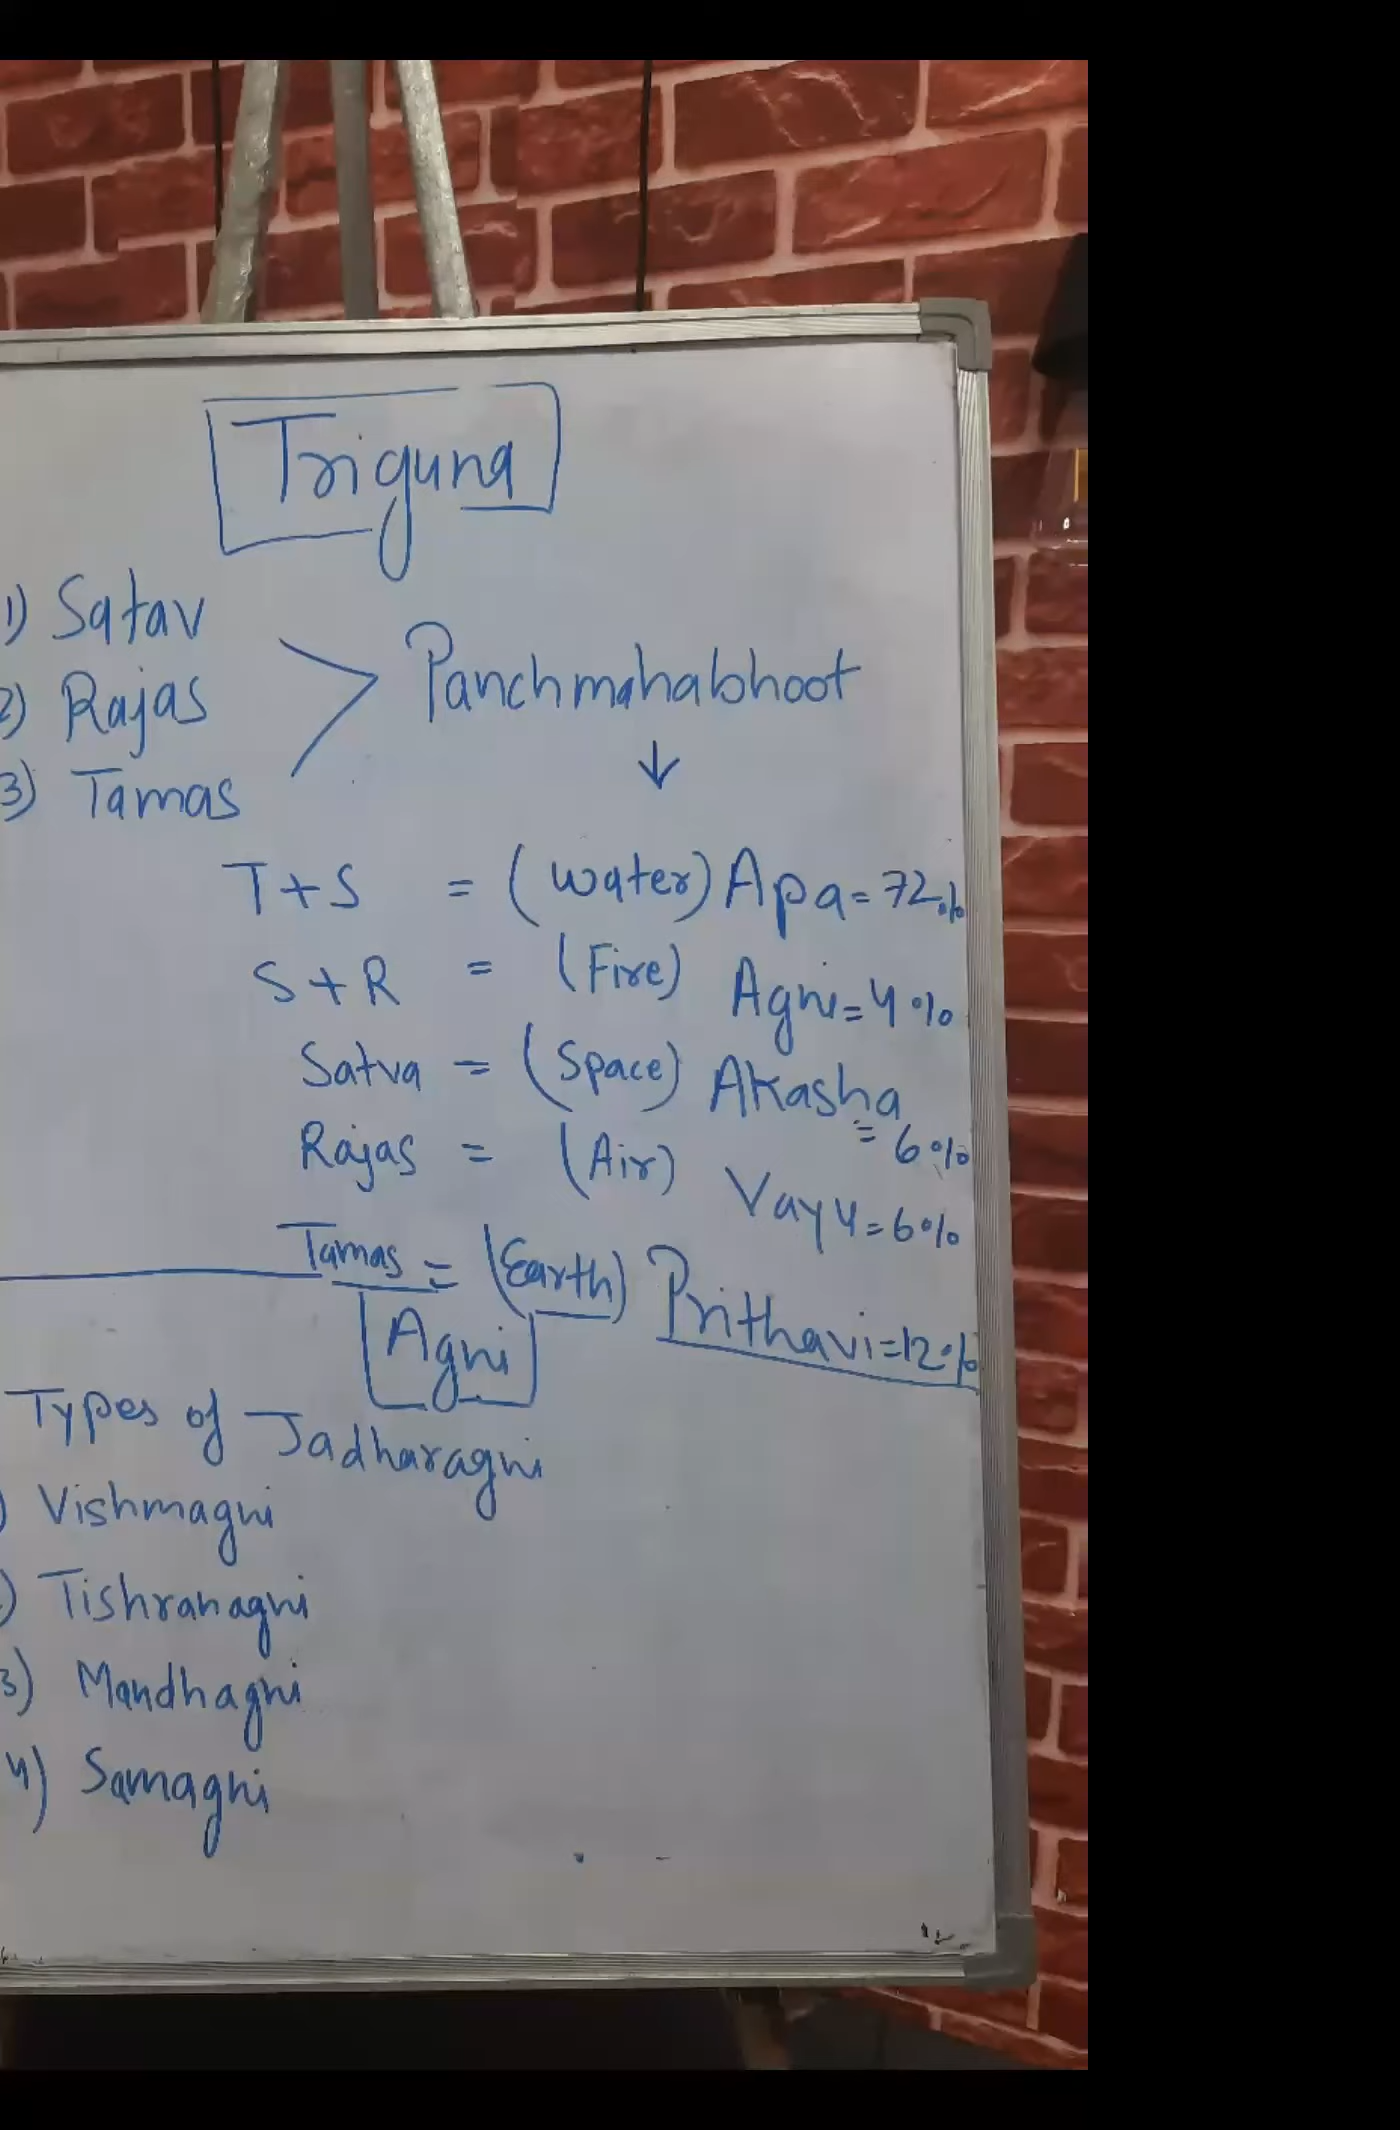 Triguna
1) Satav
2) Rajas
3) Tamas
> Panchmahabhoot
↓
T+S = (water) Apa = 72%
S+R = (Fire) Agni = 4%
Satva = (Space) Akasha = 6%
Rajas = (Air) Vayu = 6%
Tamas = (Earth) Prithavi = 12%
Agni
Types of Jadharagni
) Vishmagni
) Tishranagni
3) Mandhagni
4) Samagni